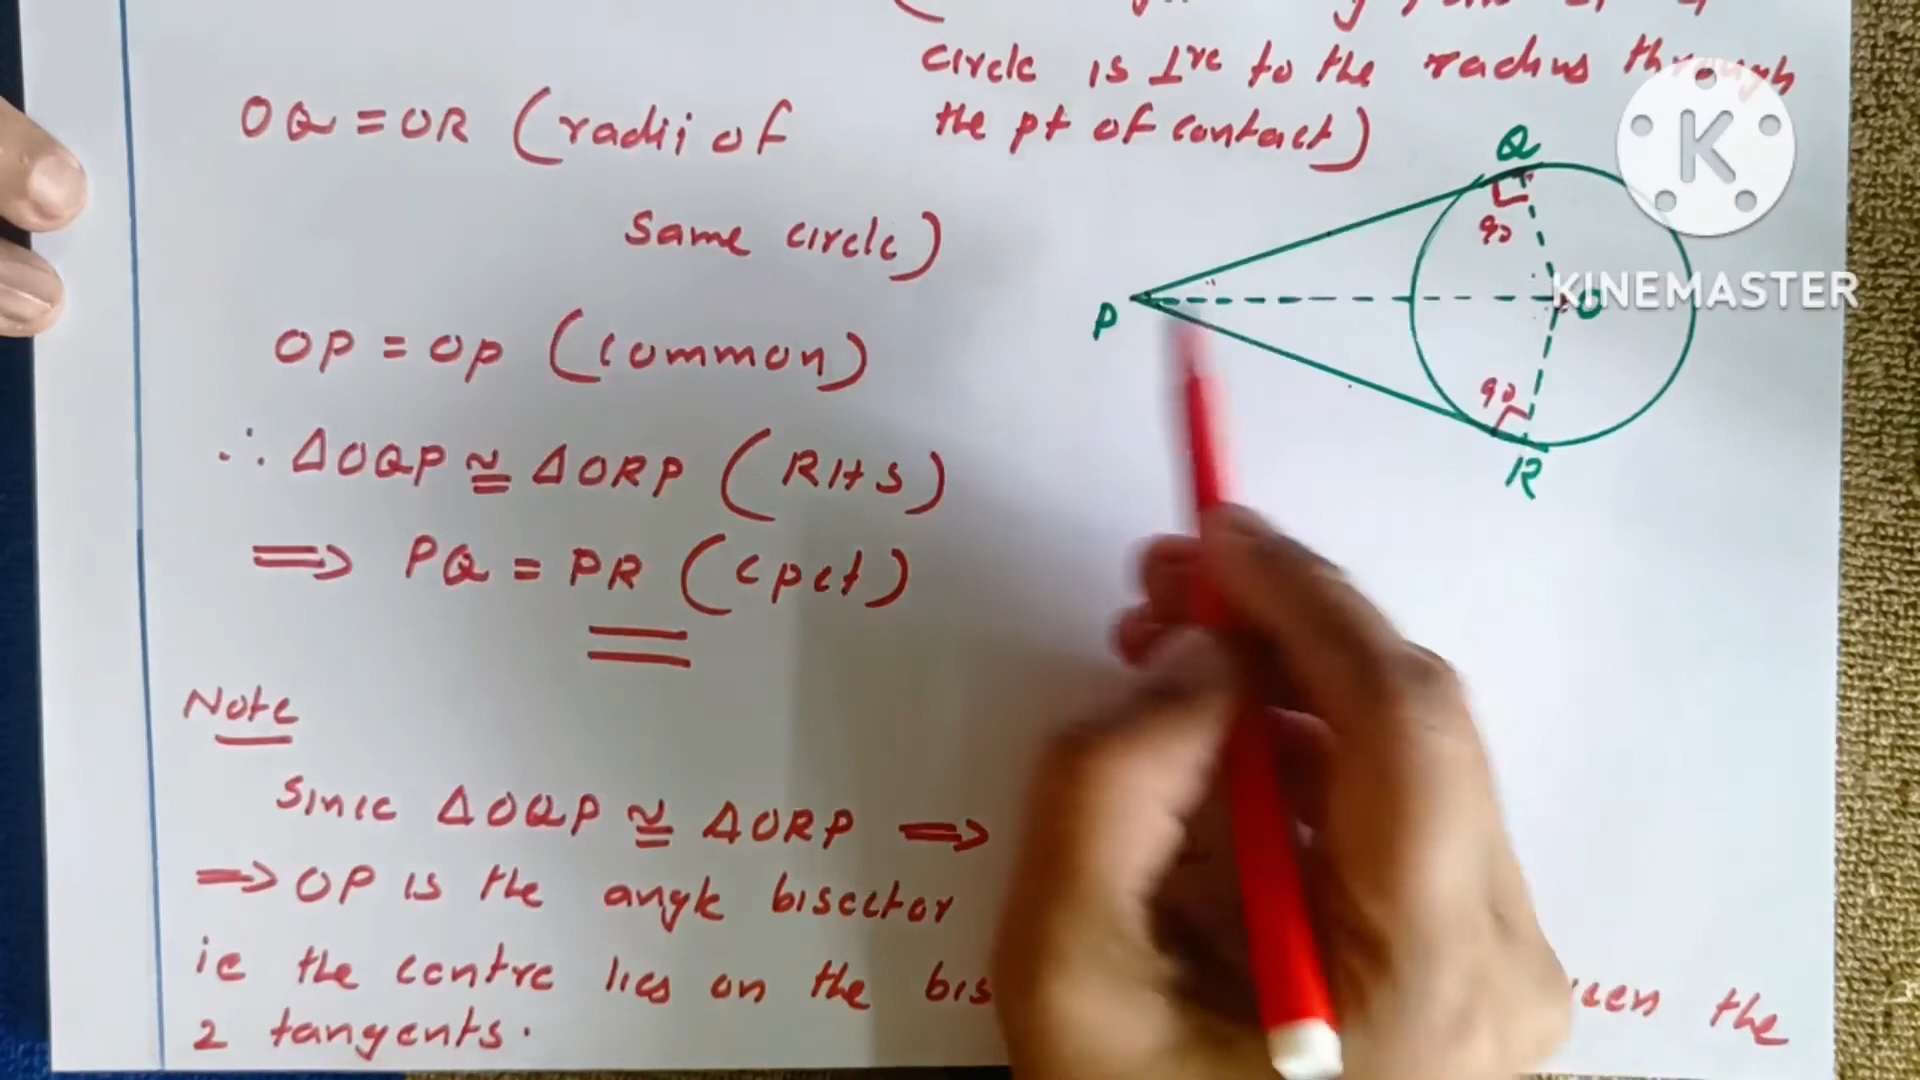 circle is ⊥re to the radius through
the pt of contact)
OQ = OR (radii of
same circle)
OP = OP (common)
∴ ΔOQP ≅ ΔORP (RHS)
⇒ PQ = PR (cpct)
Note
Since ΔOQP ≅ ΔORP ⇒
⇒ OP is the angle bisector
ie the centre lies on the bis
the
2 tangents.
Q
90
P
O
90
R
K
KINEMASTER